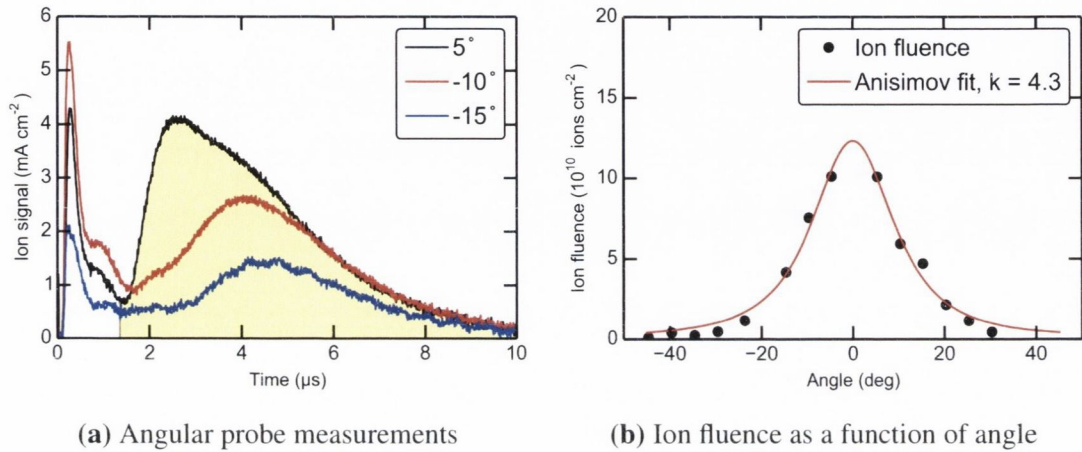 6
5
4
3
2
1
0
Ion signal (mA cm⁻²)
0 2 4 6 8 10
Time (μs)
5°
-10°
-15°
20
15
10
5
0
Ion fluence (10¹⁰ ions cm⁻²)
−40 −20 0 20 40
Angle (deg)
Ion fluence
Anisimov fit, k = 4.3
(a) Angular probe measurements
(b) Ion fluence as a function of angle